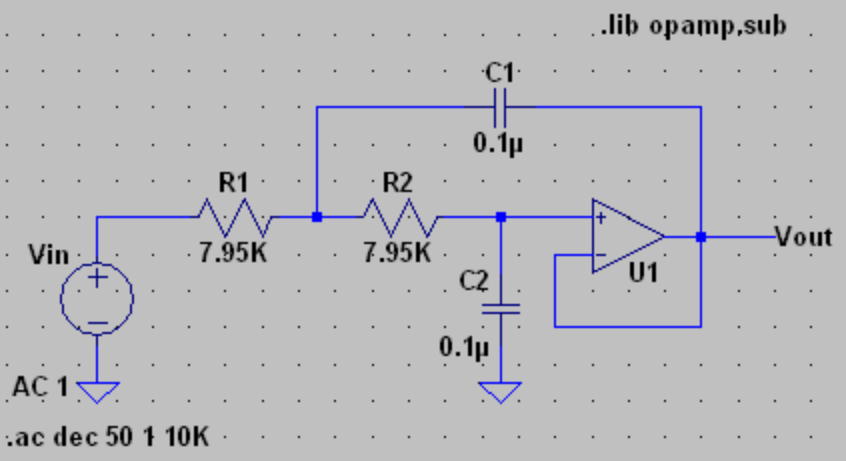 .lib opamp.sub
C1
0.1µ
R1
R2
7.95K
7.95K
Vin
+
−
C2
0.1µ
+
−
U1
Vout
AC 1
.ac dec 50 1 10K